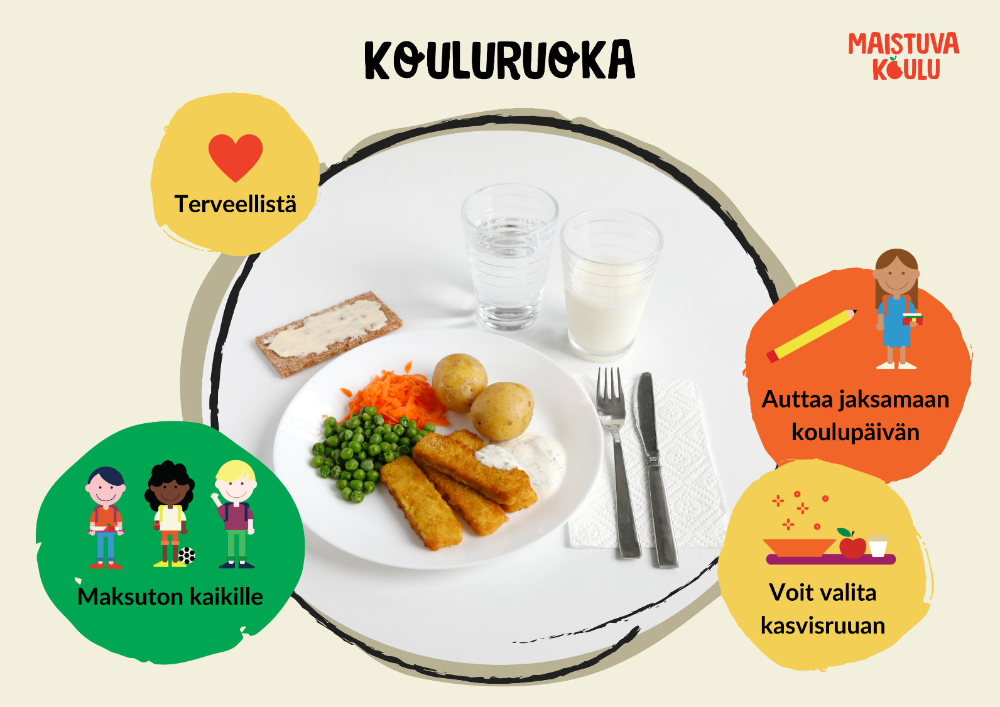 KOULURUOKA
MAISTUVA
KOULU
Terveellistä
Auttaa jaksamaan
koulupäivän
Maksuton kaikille
Voit valita
kasvisruuan